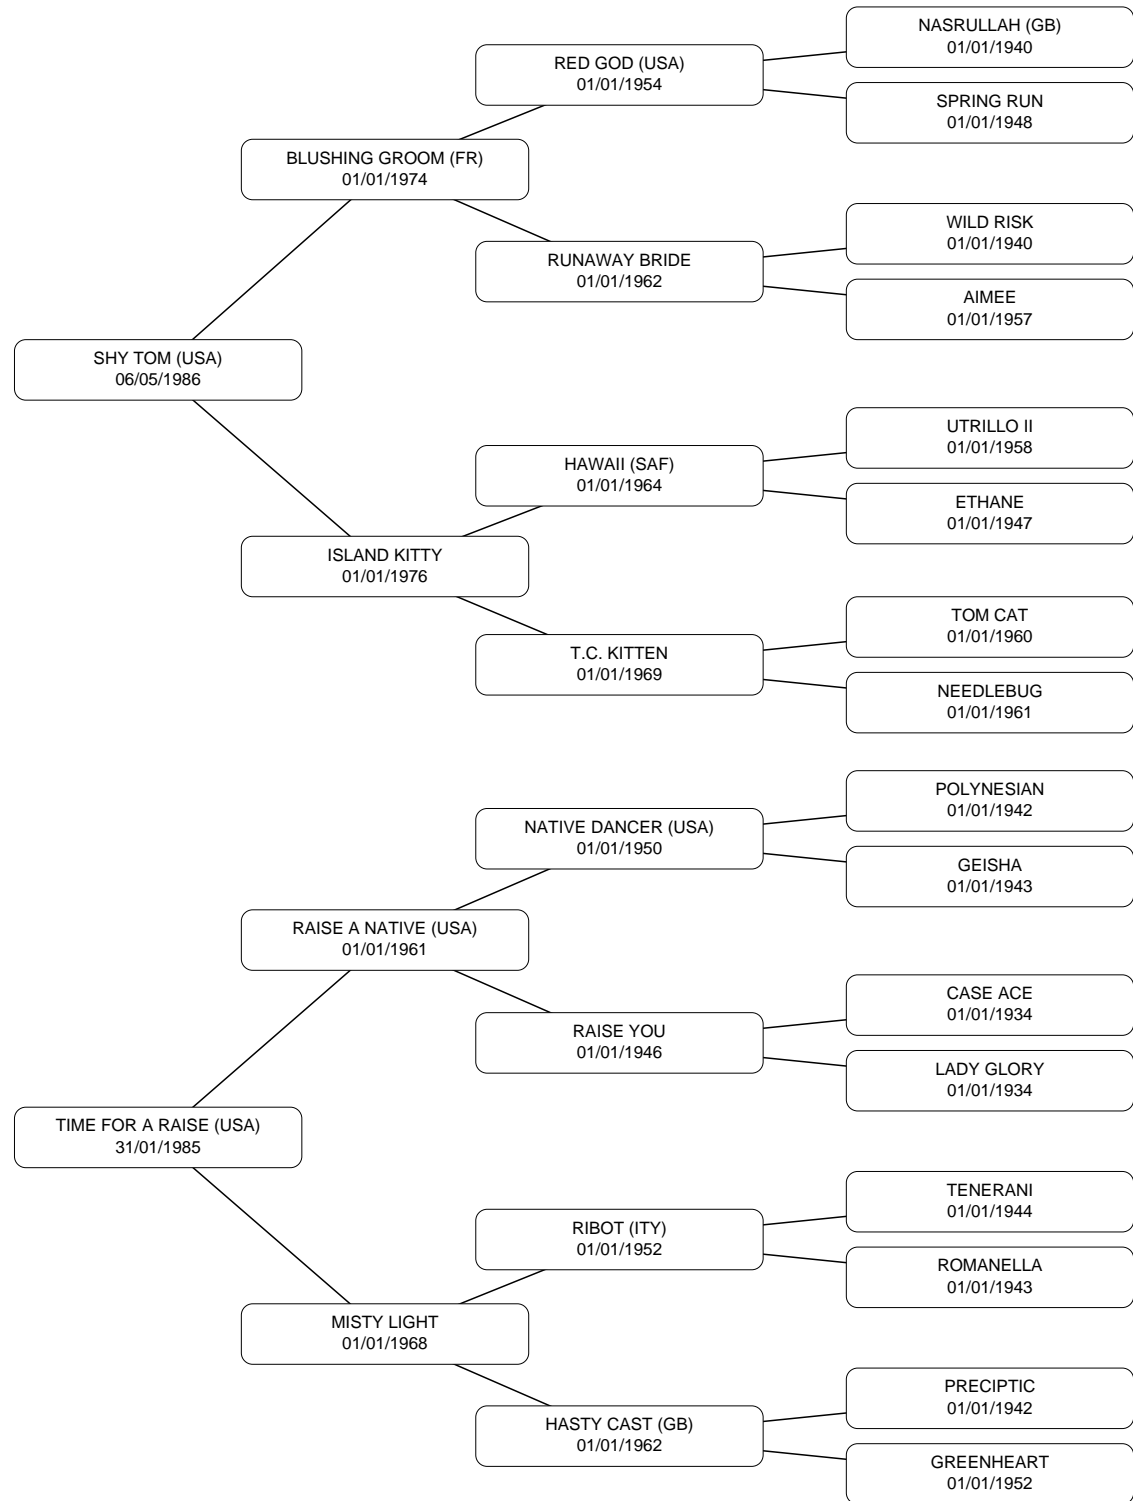 NASRULLAH (GB)
01/01/1940
RED GOD (USA)
01/01/1954
SPRING RUN
01/01/1948
BLUSHING GROOM (FR)
01/01/1974
WILD RISK
01/01/1940
RUNAWAY BRIDE
01/01/1962
AIMEE
01/01/1957
SHY TOM (USA)
06/05/1986
UTRILLO II
01/01/1958
HAWAII (SAF)
01/01/1964
ETHANE
01/01/1947
ISLAND KITTY
01/01/1976
TOM CAT
01/01/1960
T.C. KITTEN
01/01/1969
NEEDLEBUG
01/01/1961
POLYNESIAN
01/01/1942
NATIVE DANCER (USA)
01/01/1950
GEISHA
01/01/1943
RAISE A NATIVE (USA)
01/01/1961
CASE ACE
01/01/1934
RAISE YOU
01/01/1946
LADY GLORY
01/01/1934
TIME FOR A RAISE (USA)
31/01/1985
TENERANI
01/01/1944
RIBOT (ITY)
01/01/1952
ROMANELLA
01/01/1943
MISTY LIGHT
01/01/1968
PRECIPTIC
01/01/1942
HASTY CAST (GB)
01/01/1962
GREENHEART
01/01/1952